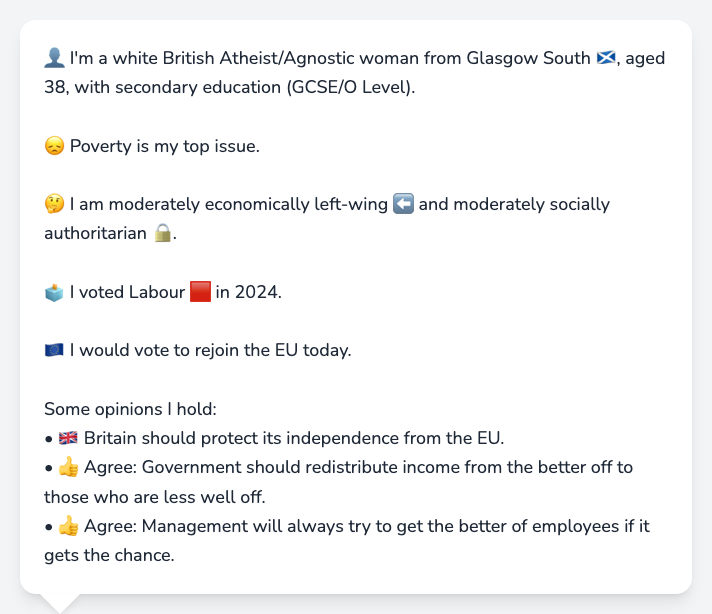 👤 I'm a white British Atheist/Agnostic woman from Glasgow South 🏴󠁧󠁢󠁳󠁣󠁴󠁿, aged
38, with secondary education (GCSE/O Level).
😞 Poverty is my top issue.
🤔 I am moderately economically left-wing ⬅️ and moderately socially
authoritarian 🔒.
🗳️ I voted Labour 🟥 in 2024.
🇪🇺 I would vote to rejoin the EU today.
Some opinions I hold:
• 🇬🇧 Britain should protect its independence from the EU.
• 👍 Agree: Government should redistribute income from the better off to
those who are less well off.
• 👍 Agree: Management will always try to get the better of employees if it
gets the chance.